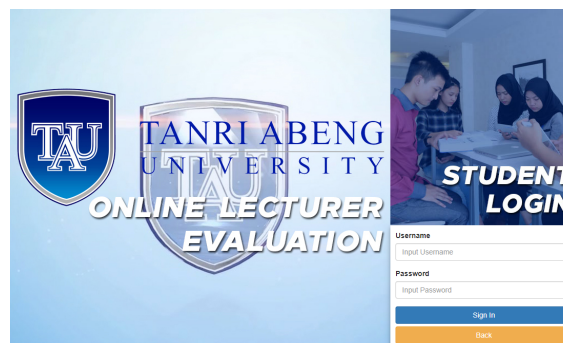 TAU
TANRI ABENG
UNIVERSITY
TAU
ONLINE LECTURER
EVALUATION
STUDENT
LOGIN
Username
Input Username
Password
Input Password
Sign In
Back